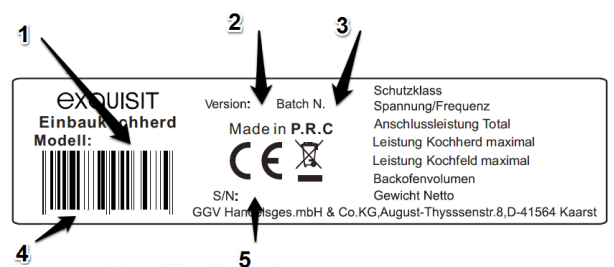 1
2
3
exquisit
Einbaukochherd
Modell:
Version: Batch N.
Made in P.R.C
CE
S/N:
Schutzklass
Spannung/Frequenz
Anschlussleistung Total
Leistung Kochherd maximal
Leistung Kochfeld maximal
Backofenvolumen
Gewicht Netto
GGV Handelsges.mbH & Co.KG,August-Thysssenstr.8,D-41564 Kaarst
4
5